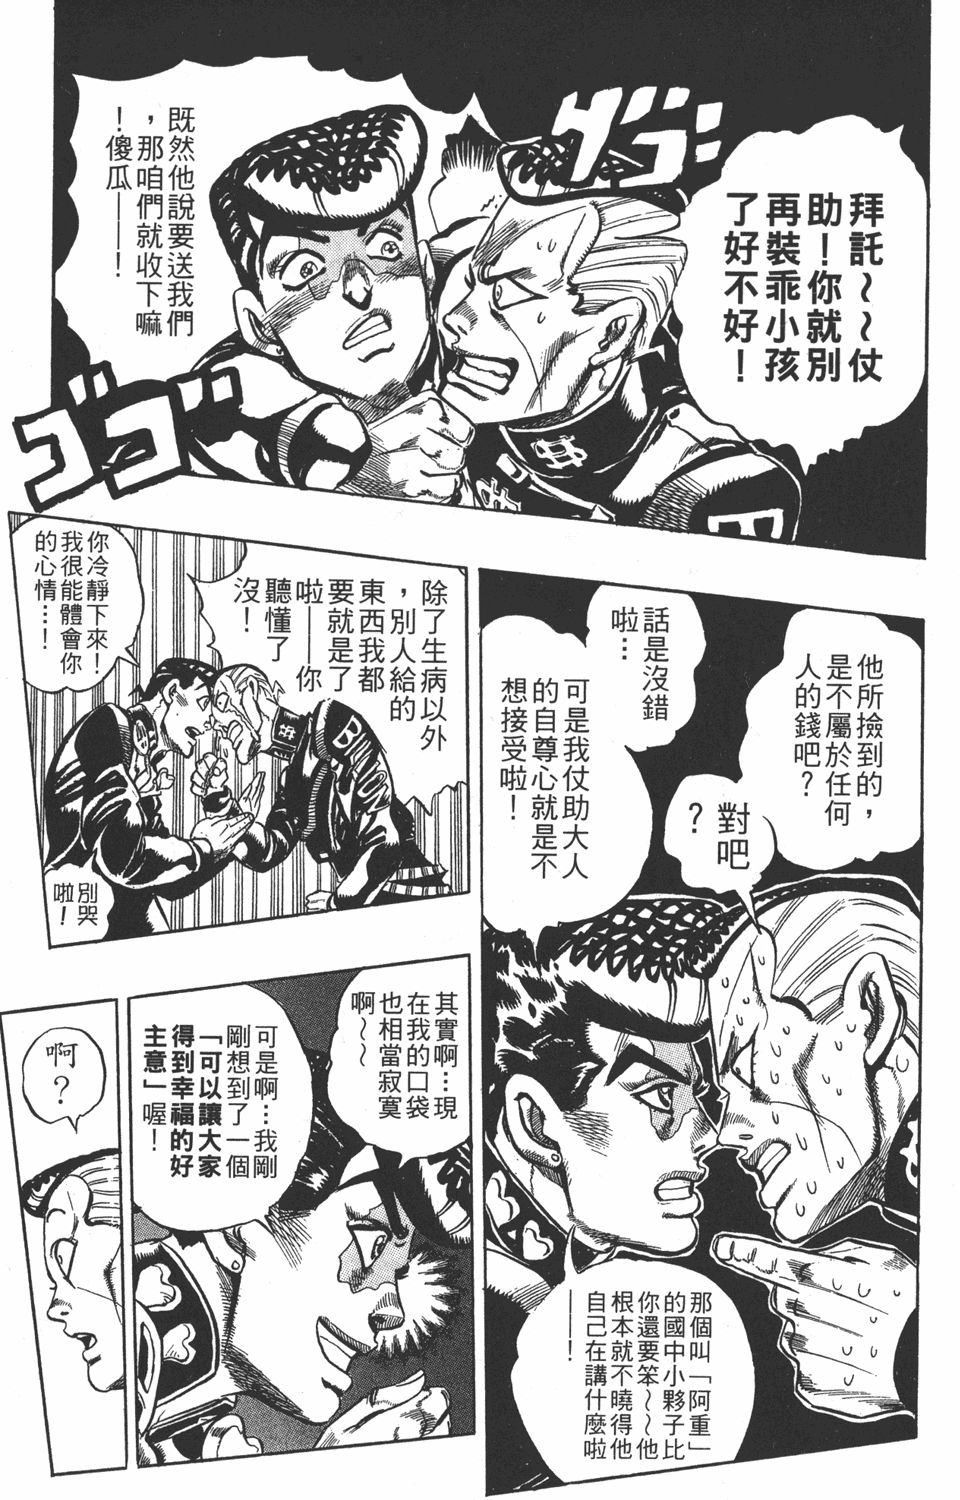 拜託～～仗
助！你就別
再裝乖小孩
了好不好！
ゴゴ
既然他說要送我們
，那咱們就收下嘛
！傻瓜——！
ゴゴゴ
他所撿到的，
是不屬於任何
人的錢吧？
對吧
？
話是沒錯
啦…
可是我仗助大人
的自尊心就是不
想接受啦！
那個叫「阿重」
的國中小夥子比
你還要笨～～他
根本就不曉得他
自己在講什麼啦
——！
除了生病以外
，別人給的
東西我都
要就是了
啦——你
聽懂了
沒！
你冷靜下來！
我很能體會你
的心情…！
別哭
啦！
其實啊…現
在我的口袋
也相當寂寞
啊～～
可是啊…我剛
剛想到了一個
「可以讓大家
得到幸福的好
主意」喔！
啊？